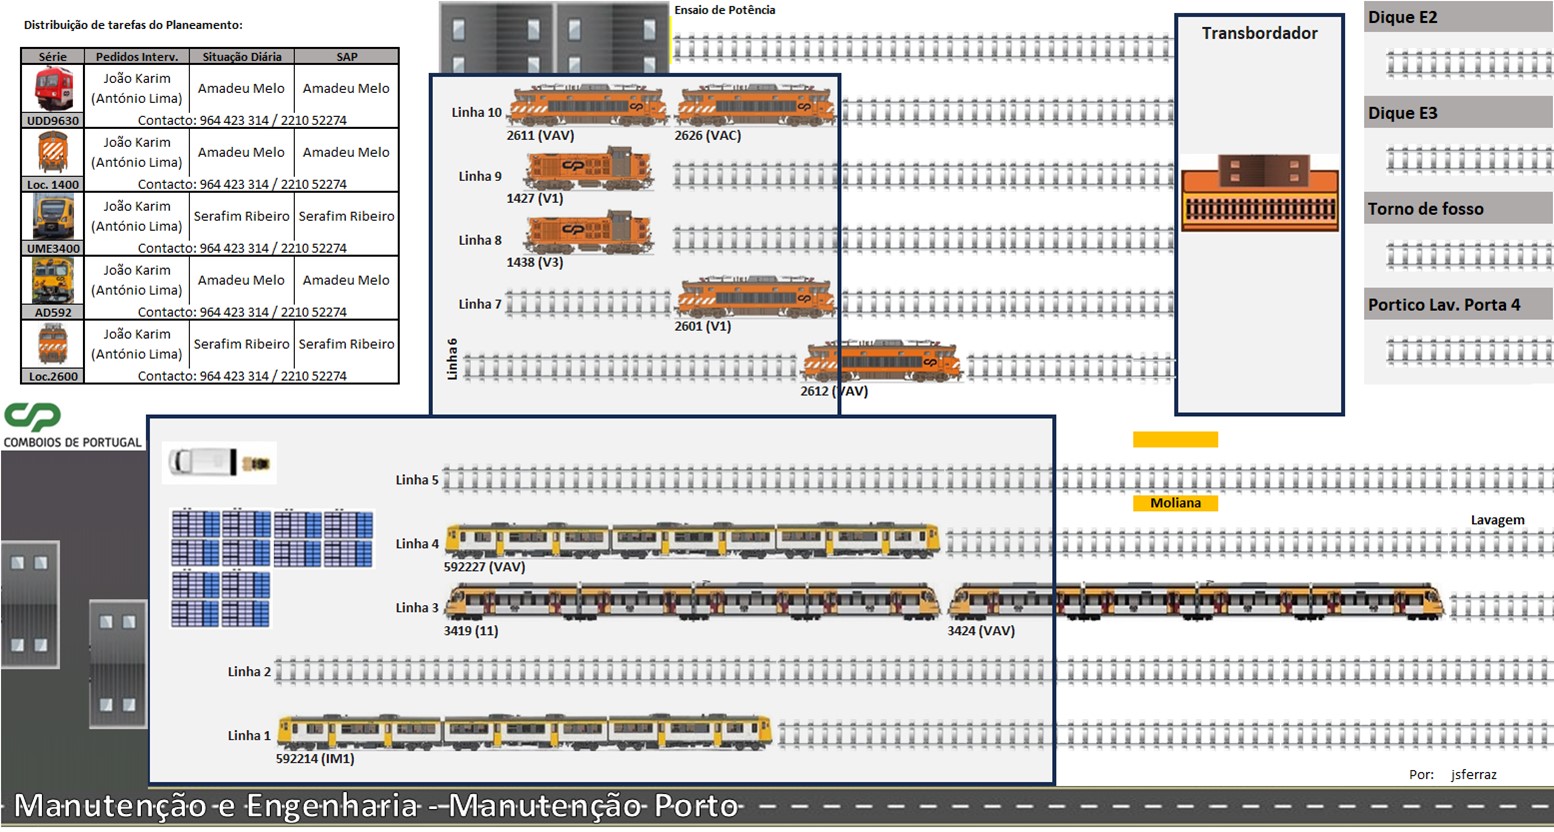 Distribuição de tarefas do Planeamento:
Série Pedidos Interv. Situação Diária SAP
UDD9630 João Karim (António Lima) Amadeu Melo Amadeu Melo
Contacto: 964 423 314 / 2210 52274
Loc. 1400 João Karim (António Lima) Amadeu Melo Amadeu Melo
Contacto: 964 423 314 / 2210 52274
UME3400 João Karim (António Lima) Serafim Ribeiro Serafim Ribeiro
Contacto: 964 423 314 / 2210 52274
AD592 João Karim (António Lima) Amadeu Melo Amadeu Melo
Contacto: 964 423 314 / 2210 52274
Loc.2600 João Karim (António Lima) Serafim Ribeiro Serafim Ribeiro
Contacto: 964 423 314 / 2210 52274
CP
COMBOIOS DE PORTUGAL
Ensaio de Potência
Linha 10
2611 (VAV)
2626 (VAC)
Linha 9
1427 (V1)
Linha 8
1438 (V3)
Linha 7
2601 (V1)
Linha 6
2612 (VAV)
Transbordador
Dique E2
Dique E3
Torno de fosso
Portico Lav. Porta 4
Linha 5
Moliana
Lavagem
Linha 4
592227 (VAV)
Linha 3
3419 (11)
3424 (VAV)
Linha 2
Linha 1
592214 (IM1)
Por: jsferraz
Manutenção e Engenharia - Manutenção Porto